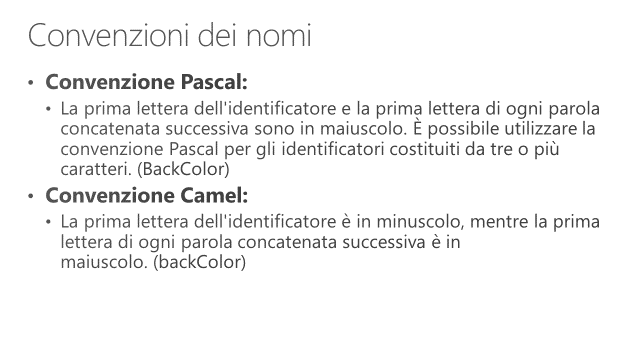 Convenzioni dei nomi
• Convenzione Pascal:
• La prima lettera dell'identificatore e la prima lettera di ogni parola
concatenata successiva sono in maiuscolo. È possibile utilizzare la
convenzione Pascal per gli identificatori costituiti da tre o più
caratteri. (BackColor)
• Convenzione Camel:
• La prima lettera dell'identificatore è in minuscolo, mentre la prima
lettera di ogni parola concatenata successiva è in
maiuscolo. (backColor)